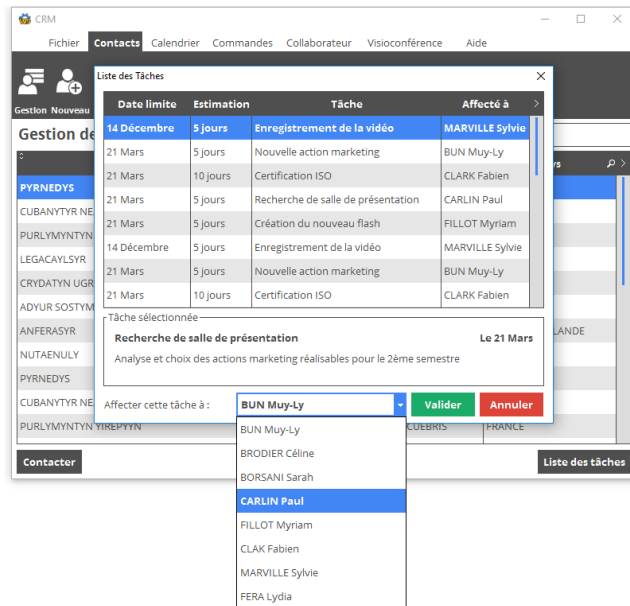 CRM
Fichier Contacts Calendrier Commandes Collaborateur Visioconférence Aide
Gestion Nouveau
Liste des Tâches
Date limite Estimation Tâche Affecté à
14 Décembre 5 jours Enregistrement de la vidéo MARVILLE Sylvie
21 Mars 5 jours Nouvelle action marketing BUN Muy-Ly
21 Mars 10 jours Certification ISO CLARK Fabien
21 Mars 5 jours Recherche de salle de présentation CARLIN Paul
21 Mars 5 jours Création du nouveau flash FILLOT Myriam
14 Décembre 5 jours Enregistrement de la vidéo MARVILLE Sylvie
21 Mars 5 jours Nouvelle action marketing BUN Muy-Ly
21 Mars 10 jours Certification ISO CLARK Fabien
Tâche sélectionnée
Recherche de salle de présentation Le 21 Mars
Analyse et choix des actions marketing réalisables pour le 2ème semestre
Affecter cette tâche à : BUN Muy-Ly Valider Annuler
BUN Muy-Ly
BRODIER Céline
BORSANI Sarah
CARLIN Paul
FILLOT Myriam
CLAK Fabien
MARVILLE Sylvie
FERA Lydia
Gestion de
PYRNEDYS
CUBANYTYR NE
PURLYMYNTYN
LEGACAYLSYR
CRYDATYN UGR
ADYUR SOSTYM
ANFERASYR LANDE
NUTAENULY
PYRNEDYS
CUBANYTYR NE
PURLYMYNTYN YIREPYYN CUEBRIS FRANCE
Contacter Liste des tâches